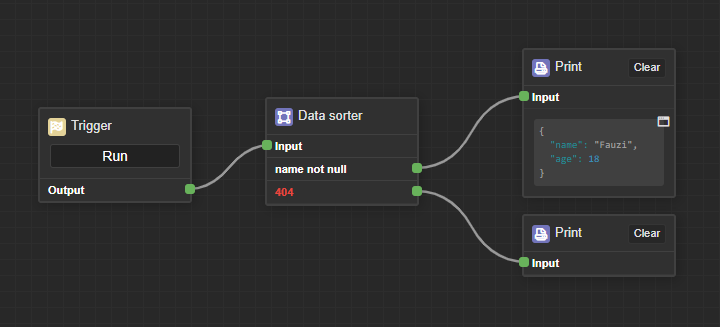 Trigger
Run
Output
Data sorter
Input
name not null
404
Print
Clear
Input
{
"name": "Fauzi",
"age": 18
}
Print
Clear
Input